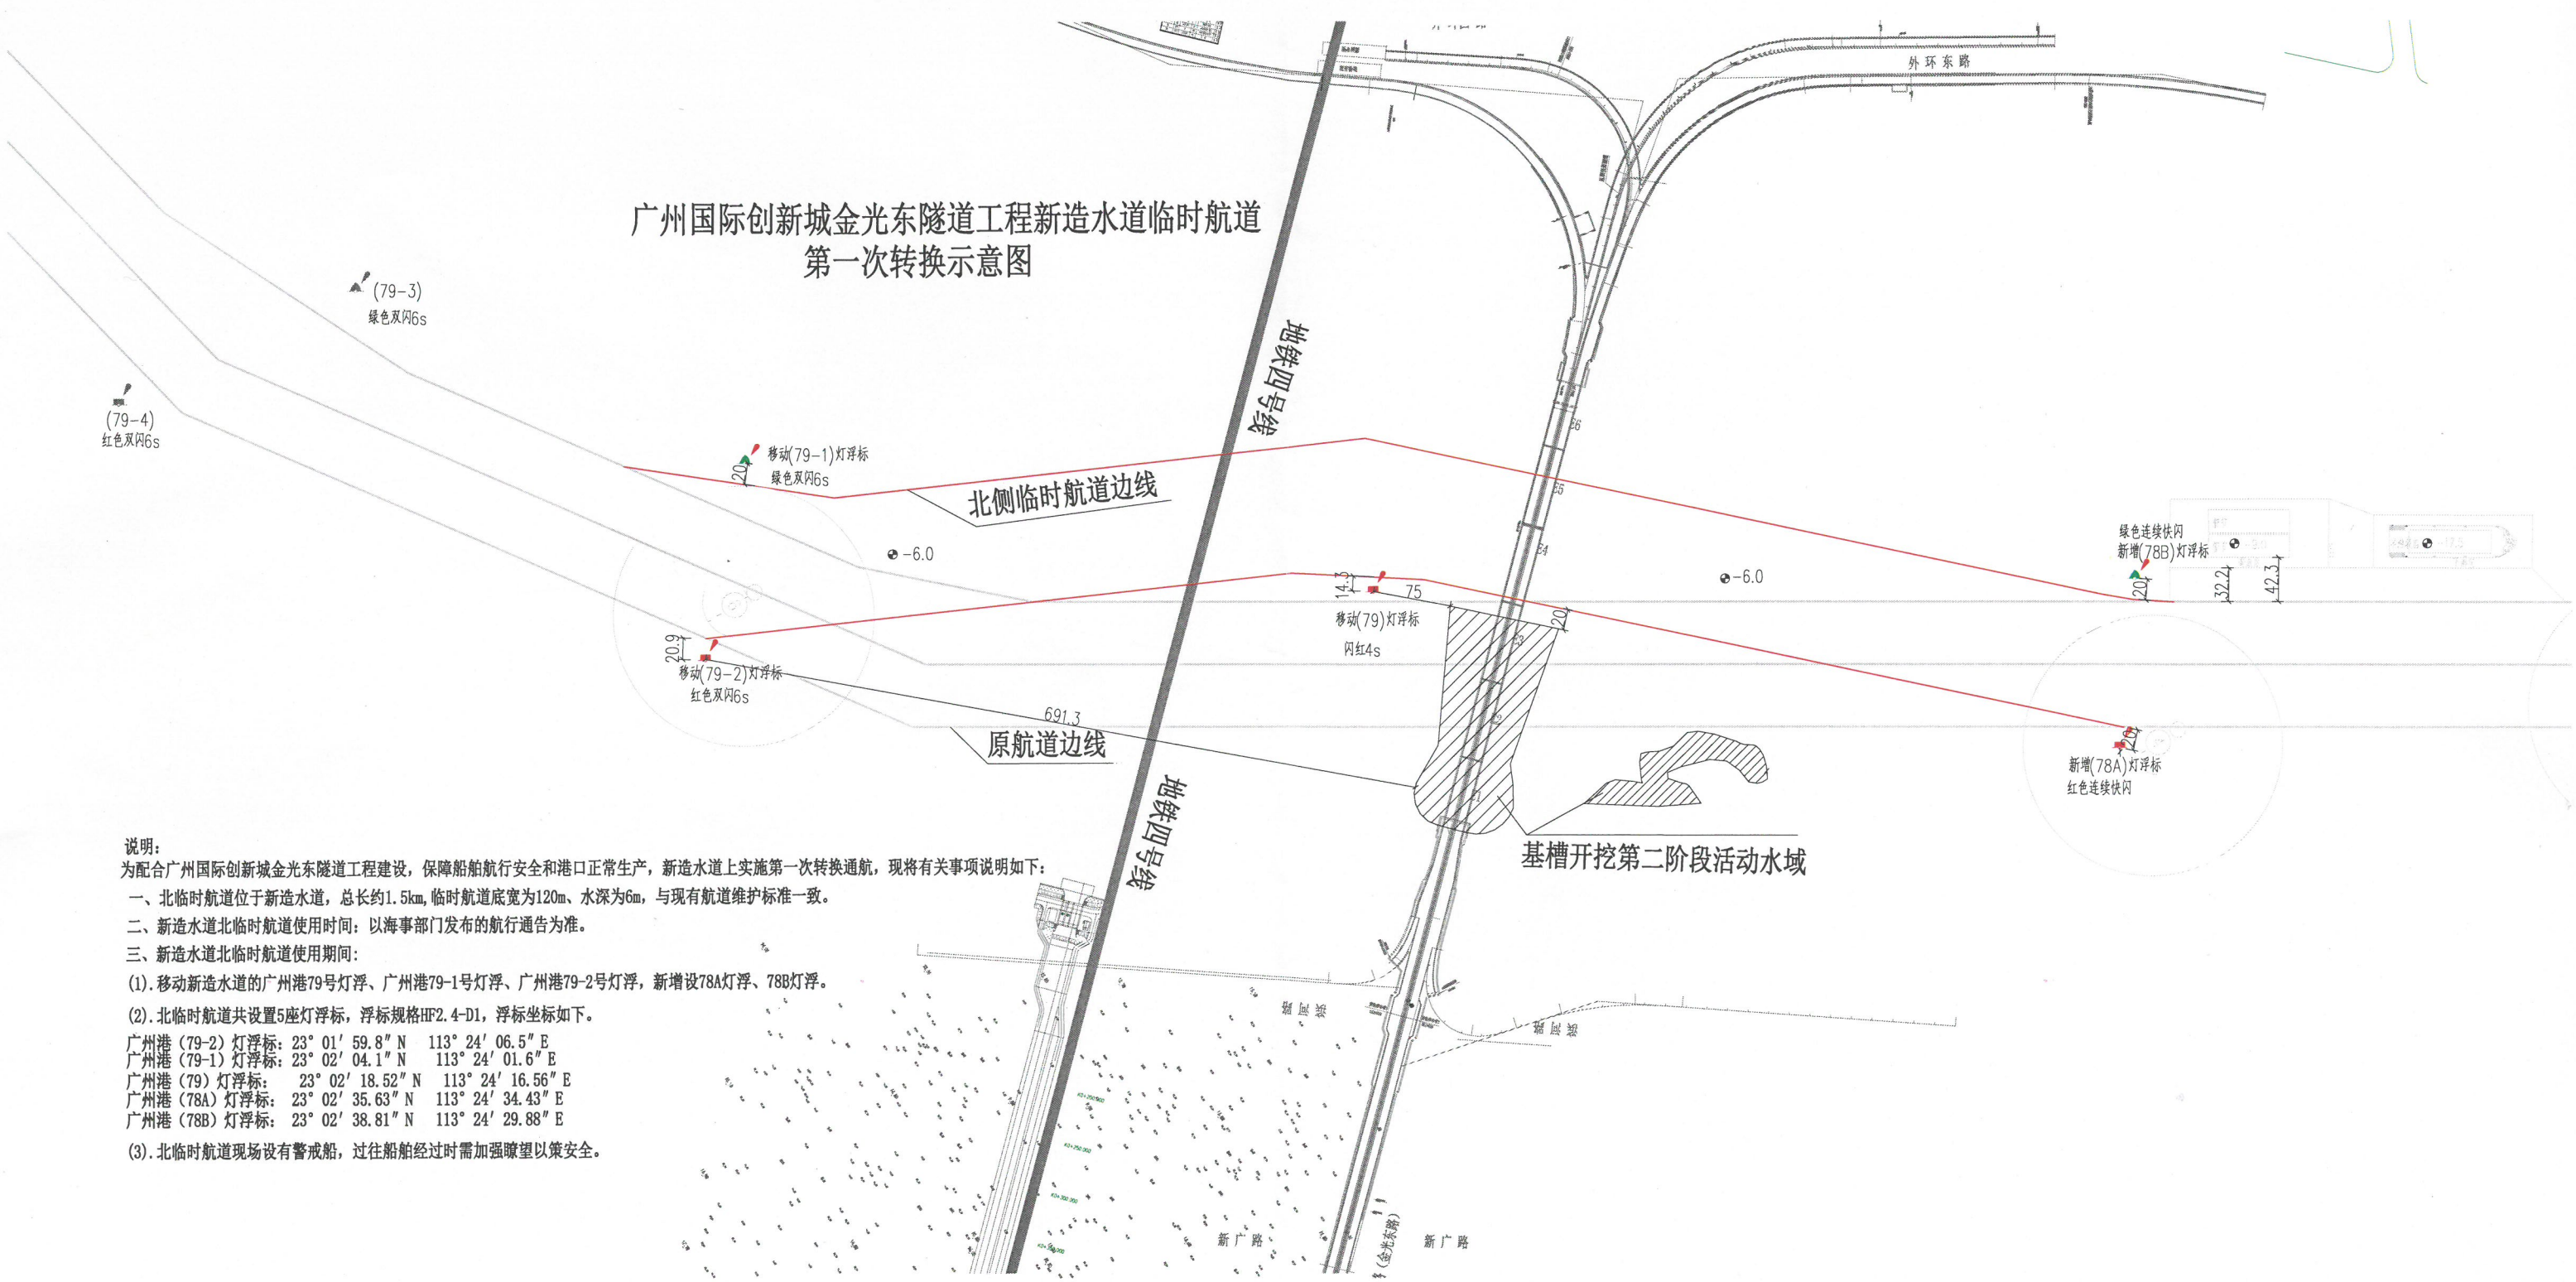 外环东路
广州国际创新城金光东隧道工程新造水道临时航道
第一次转换示意图
(79-3)
绿色双闪6s
(79-4)
红色双闪6s
地铁四号线
E6
移动(79-1)灯浮标
绿色双闪6s
20
北侧临时航道边线
E5
E4
-6.0
14.3
75
-6.0
绿色连续快闪
新增(78B)灯浮标
20
32.2
42.3
移动(79)灯浮标
闪红4s
20
E3
20.9
移动(79-2)灯浮标
红色双闪6s
691.3
原航道边线
E2
20
新增(78A)灯浮标
红色连续快闪
E1
地铁四号线
基槽开挖第二阶段活动水域
说明:
为配合广州国际创新城金光东隧道工程建设，保障船舶航行安全和港口正常生产，新造水道上实施第一次转换通航，现将有关事项说明如下:
一、北临时航道位于新造水道，总长约1.5km,临时航道底宽为120m、水深为6m，与现有航道维护标准一致。
二、新造水道北临时航道使用时间: 以海事部门发布的航行通告为准。
三、新造水道北临时航道使用期间:
(1).移动新造水道的广州港79号灯浮、广州港79-1号灯浮、广州港79-2号灯浮，新增设78A灯浮、78B灯浮。
(2).北临时航道共设置5座灯浮标，浮标规格HF2.4-D1，浮标坐标如下。
广州港（79-2）灯浮标: 23° 01′ 59.8″ N 113° 24′ 06.5″ E
广州港（79-1）灯浮标: 23° 02′ 04.1″ N 113° 24′ 01.6″ E
广州港（79）灯浮标: 23° 02′ 18.52″ N 113° 24′ 16.56″ E
广州港（78A）灯浮标: 23° 02′ 35.63″ N 113° 24′ 34.43″ E
广州港（78B）灯浮标: 23° 02′ 38.81″ N 113° 24′ 29.88″ E
(3).北临时航道现场设有警戒船，过往船舶经过时需加强瞭望以策安全。
新广路
(金光东路)
新广路